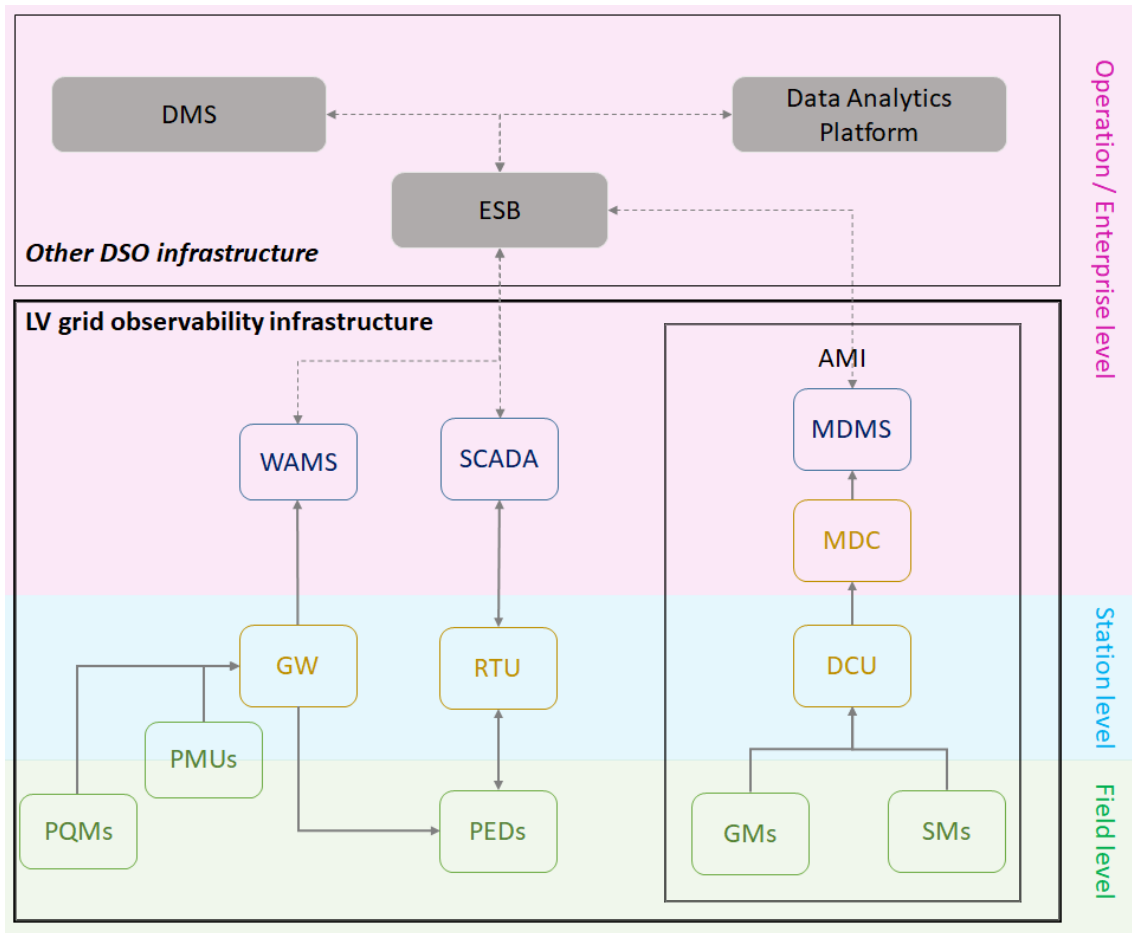 DMS
Data Analytics
Platform
ESB
Other DSO infrastructure
Operation / Enterprise level
LV grid observability infrastructure
AMI
WAMS
SCADA
MDMS
MDC
GW
RTU
DCU
Station level
PMUs
PQMs
PEDs
GMs
SMs
Field level